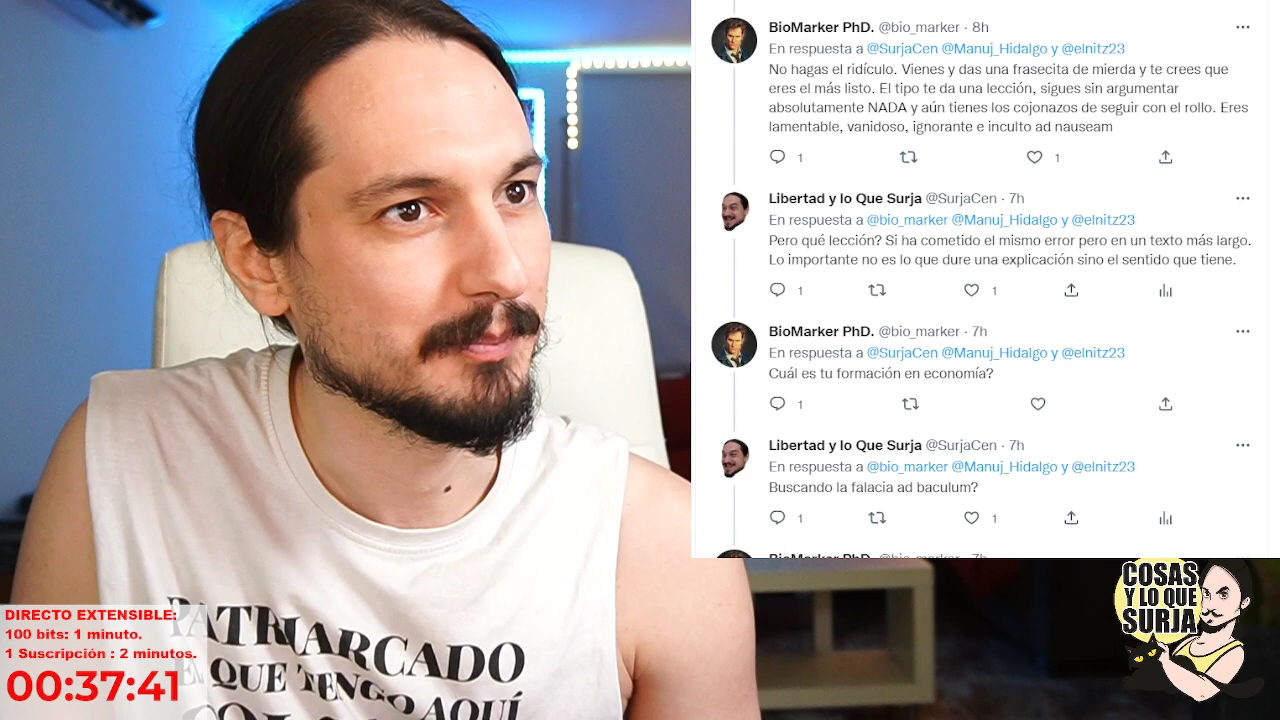 BioMarker PhD. @bio_marker · 8h
En respuesta a @SurjaCen @Manuj_Hidalgo y @elnitz23
No hagas el ridículo. Vienes y das una frasecita de mierda y te crees que
eres el más listo. El tipo te da una lección, sigues sin argumentar
absolutamente NADA y aún tienes los cojonazos de seguir con el rollo. Eres
lamentable, vanidoso, ignorante e inculto ad nauseam
1 1
Libertad y lo Que Surja @SurjaCen · 7h
En respuesta a @bio_marker @Manuj_Hidalgo y @elnitz23
Pero qué lección? Si ha cometido el mismo error pero en un texto más largo.
Lo importante no es lo que dure una explicación sino el sentido que tiene.
1 1
BioMarker PhD. @bio_marker · 7h
En respuesta a @SurjaCen @Manuj_Hidalgo y @elnitz23
Cuál es tu formación en economía?
1
Libertad y lo Que Surja @SurjaCen · 7h
En respuesta a @bio_marker @Manuj_Hidalgo y @elnitz23
Buscando la falacia ad baculum?
1 1
BioMarker PhD. @bio_marker · 7h
COSAS
Y LO QUE
SURJA
PATRIARCADO
QUE TENGO AQUÍ
DIRECTO EXTENSIBLE:
100 bits: 1 minuto.
1 Suscripción : 2 minutos.
00:37:41